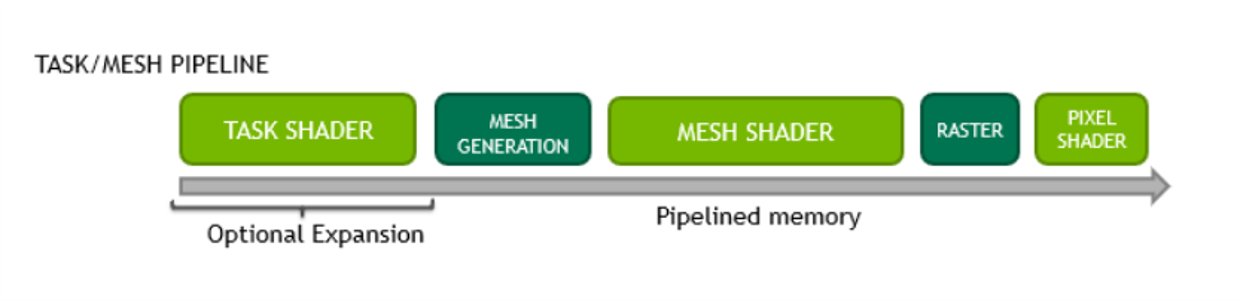 TASK/MESH PIPELINE
TASK SHADER
MESH
GENERATION
MESH SHADER
RASTER
PIXEL
SHADER
Optional Expansion
Pipelined memory